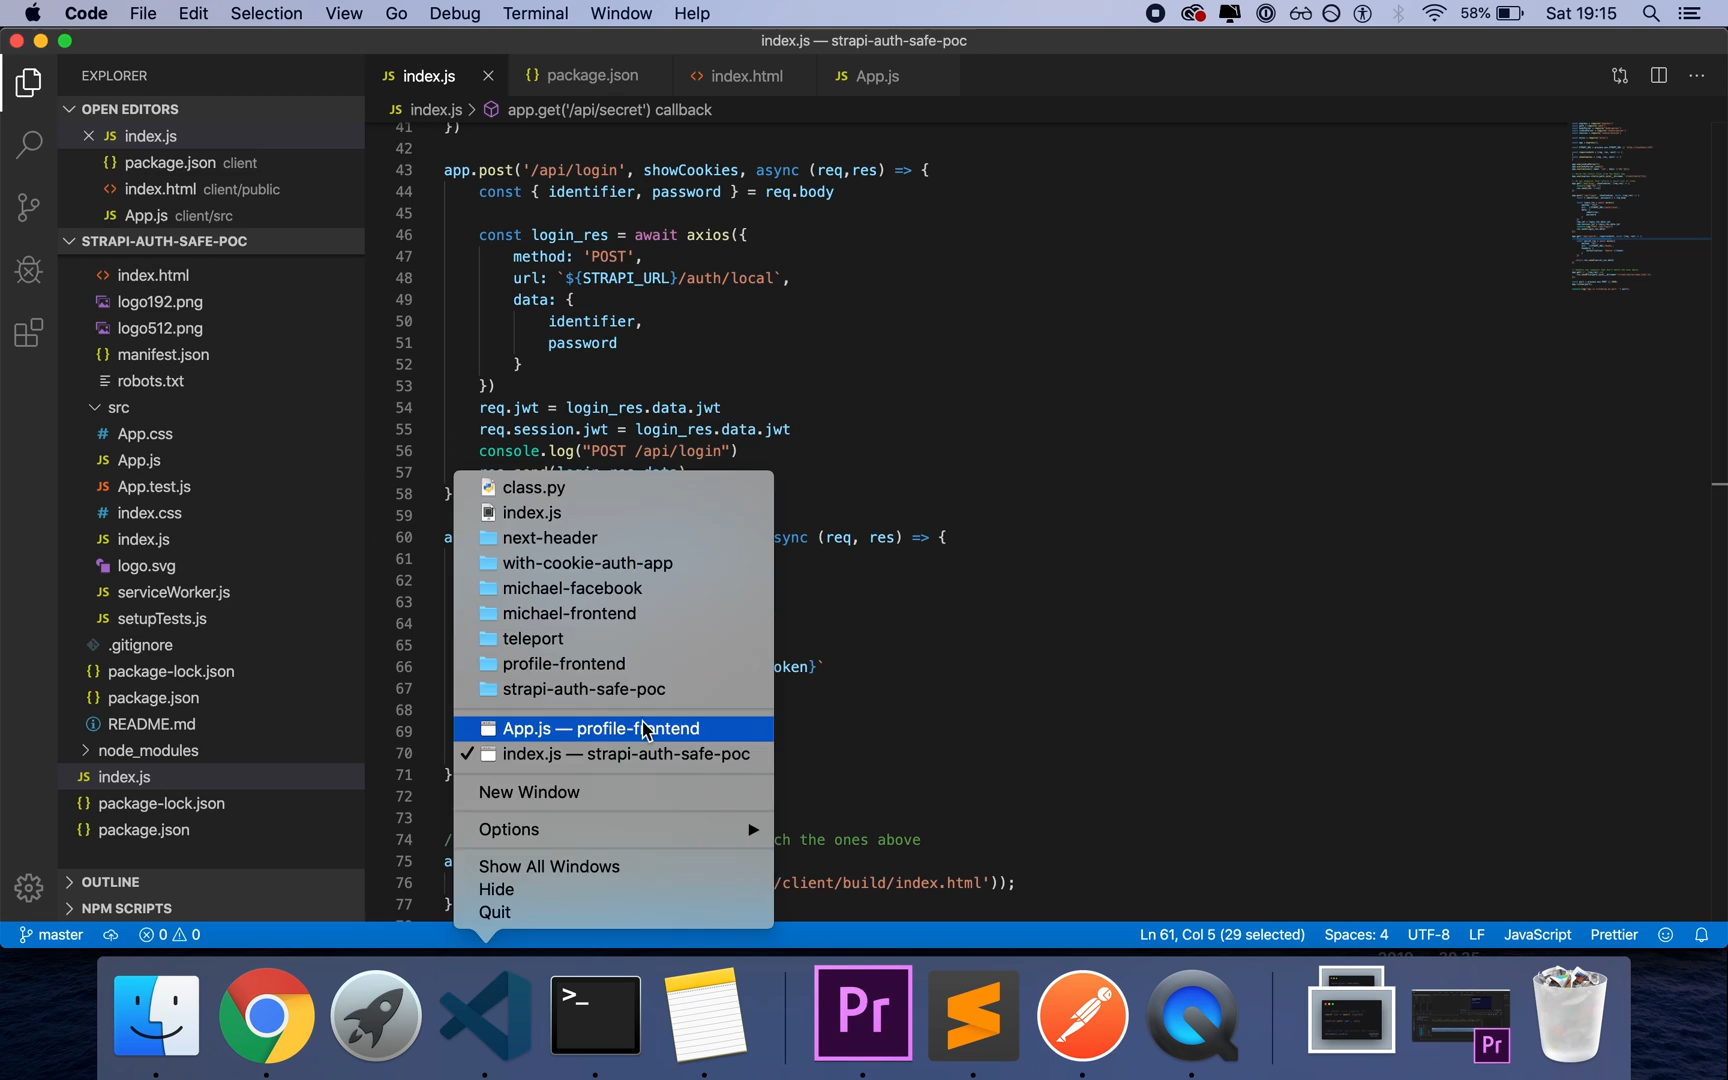 Code File Edit Selection View Go Debug Terminal Window Help 58% Sat 19:15
index.js — strapi-auth-safe-poc
EXPLORER
OPEN EDITORS
JS index.js
{} package.json client
<> index.html client/public
JS App.js client/src
STRAPI-AUTH-SAFE-POC
<> index.html
logo192.png
logo512.png
{} manifest.json
robots.txt
src
# App.css
JS App.js
JS App.test.js
# index.css
JS index.js
logo.svg
JS serviceWorker.js
JS setupTests.js
.gitignore
{} package-lock.json
{} package.json
README.md
node_modules
JS index.js
{} package-lock.json
{} package.json
OUTLINE
NPM SCRIPTS
JS index.js {} package.json <> index.html JS App.js
JS index.js > app.get('/api/secret') callback
41 })
42
43 app.post('/api/login', showCookies, async (req,res) => {
44 const { identifier, password } = req.body
45
46 const login_res = await axios({
47 method: 'POST',
48 url: `${STRAPI_URL}/auth/local`,
49 data: {
50 identifier,
51 password
52 }
53 })
54 req.jwt = login_res.data.jwt
55 req.session.jwt = login_res.data.jwt
56 console.log("POST /api/login")
57
58 }
59
60 a sync (req, res) => {
61
62
63
64
65
66 oken}`
67
68
69
70
71 }
72
73
74 / ch the ones above
75 a
76 /client/build/index.html'));
77 }
class.py
index.js
next-header
with-cookie-auth-app
michael-facebook
michael-frontend
teleport
profile-frontend
strapi-auth-safe-poc
App.js — profile-frontend
index.js — strapi-auth-safe-poc
New Window
Options
Show All Windows
Hide
Quit
master 0 0 Ln 61, Col 5 (29 selected) Spaces: 4 UTF-8 LF JavaScript Prettier
>_ Pr Pr